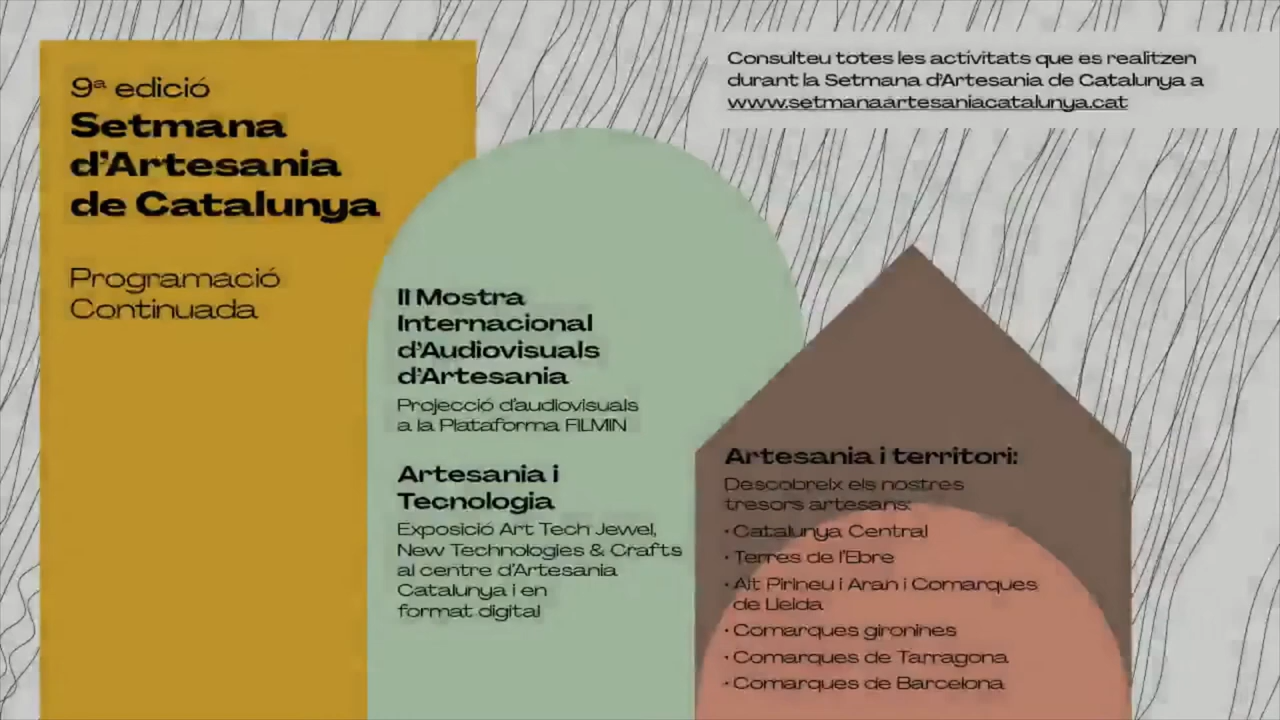 9ª edició
Setmana
d'Artesania
de Catalunya
Programació
Continuada
Consulteu totes les activitats que es realitzen
durant la Setmana d'Artesania de Catalunya a
www.setmanaartesaniacatalunya.cat
II Mostra
Internacional
d'Audiovisuals
d'Artesania
Projecció d'audiovisuals
a la Plataforma FILMIN
Artesania i
Tecnologia
Exposició Art Tech Jewel,
New Technologies & Crafts
al centre d'Artesania
Catalunya i en
format digital
Artesania i territori:
Descobreix els nostres
tresors artesans:
· Catalunya Central
· Terres de l'Ebre
· Alt Pirineu i Aran i Comarques
de Lleida
· Comarques gironines
· Comarques de Tarragona
· Comarques de Barcelona